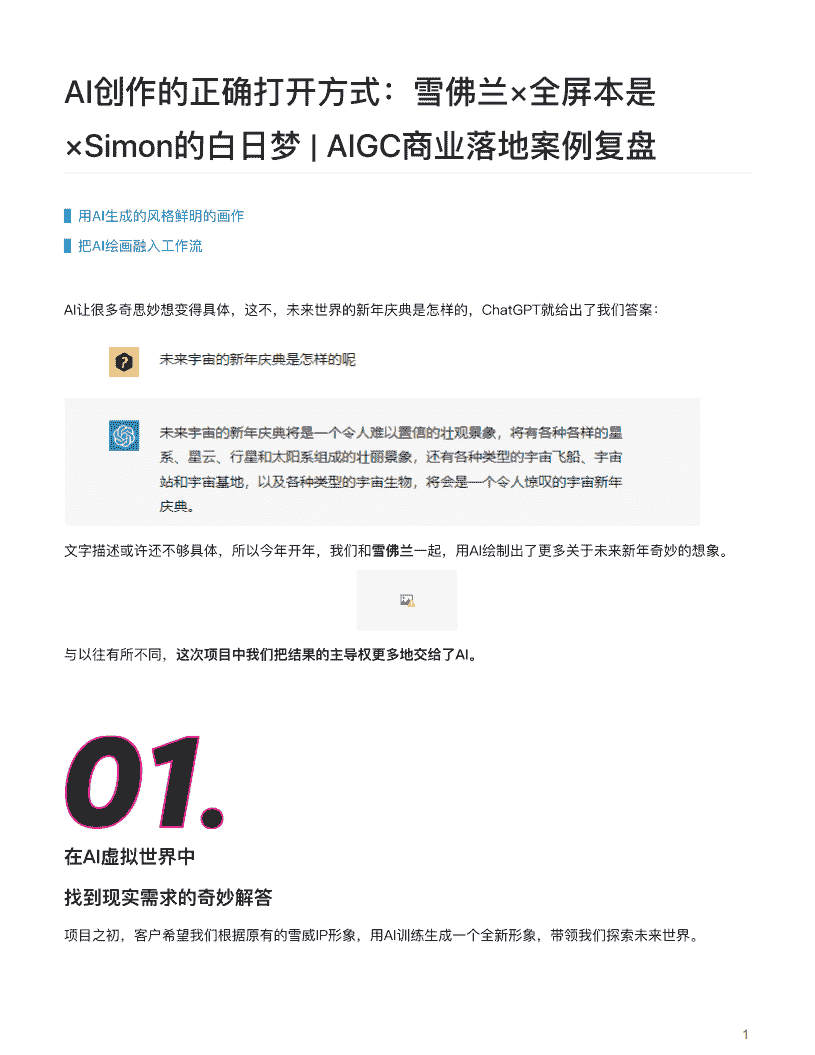 AI创作的正确打开方式：雪佛兰×全屏本是
×Simon的白日梦 | AIGC商业落地案例复盘
用AI生成的风格鲜明的画作
把AI绘画融入工作流
AI让很多奇思妙想变得具体，这不，未来世界的新年庆典是怎样的，ChatGPT就给出了我们答案：
未来宇宙的新年庆典是怎样的呢
未来宇宙的新年庆典将是一个令人难以置信的壮观景象，将有各种各样的星
系、星云、行星和太阳系组成的壮丽景象，还有各种类型的宇宙飞船、宇宙
站和宇宙基地，以及各种类型的宇宙生物，将会是一个令人惊叹的宇宙新年
庆典。
文字描述或许还不够具体，所以今年开年，我们和雪佛兰一起，用AI绘制出了更多关于未来新年奇妙的想象。
与以往有所不同，这次项目中我们把结果的主导权更多地交给了AI。
01.
在AI虚拟世界中
找到现实需求的奇妙解答
项目之初，客户希望我们根据原有的雪威IP形象，用AI训练生成一个全新形象，带领我们探索未来世界。
1